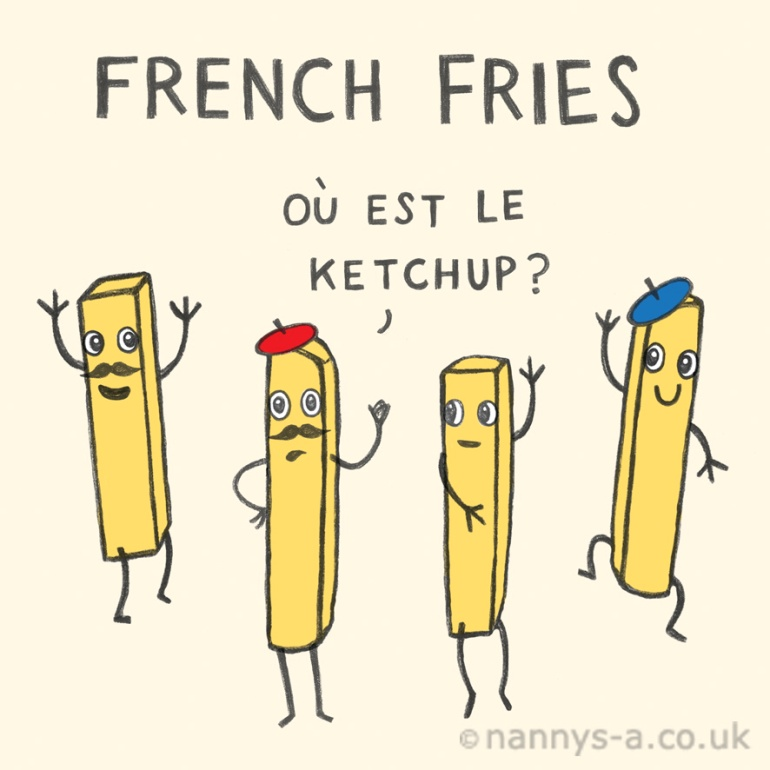 FRENCH FRIES
OÙ EST LE
KETCHUP?
© nannys-a.co.uk